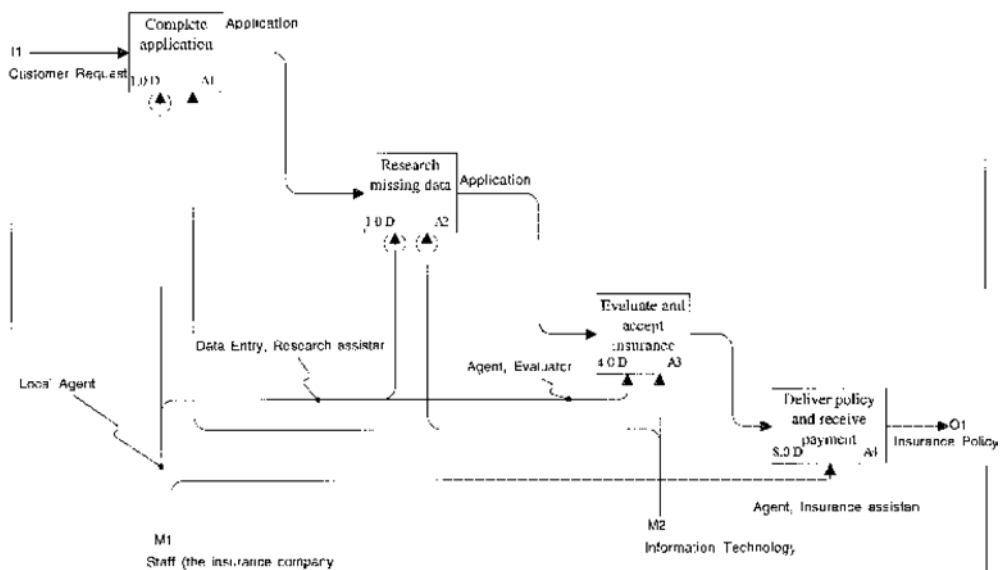 Complete
application
Application
I1
Customer Request
1.0 D
A1
Research
missing data
Application
1.0 D
A2
Evaluate and
accept
insurance
4.0 D
A3
Data Entry, Research assistan
Agent, Evaluator
Local Agent
Deliver policy
and receive
payment
8.0 D
A4
O1
Insurance Policy
Agent, Insurance assistan
M1
Staff (the insurance company
M2
Information Technology